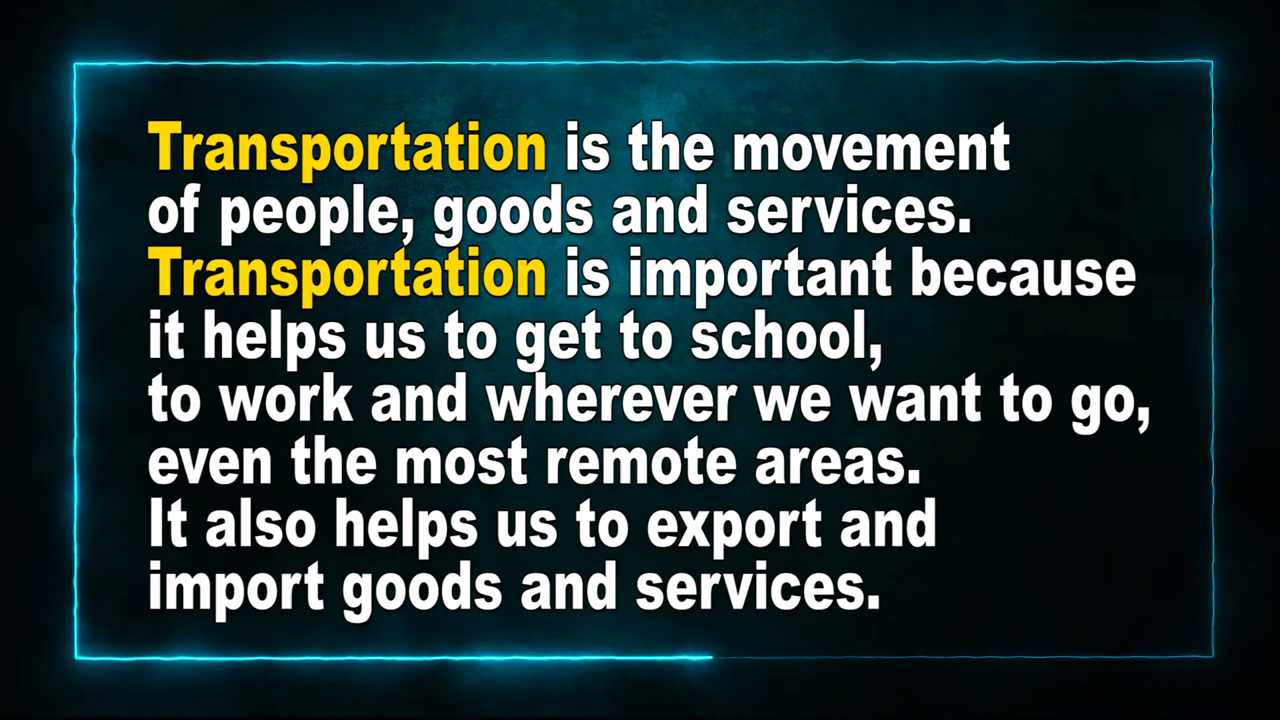 Transportation is the movement
of people, goods and services.
Transportation is important because
it helps us to get to school,
to work and wherever we want to go,
even the most remote areas.
It also helps us to export and
import goods and services.